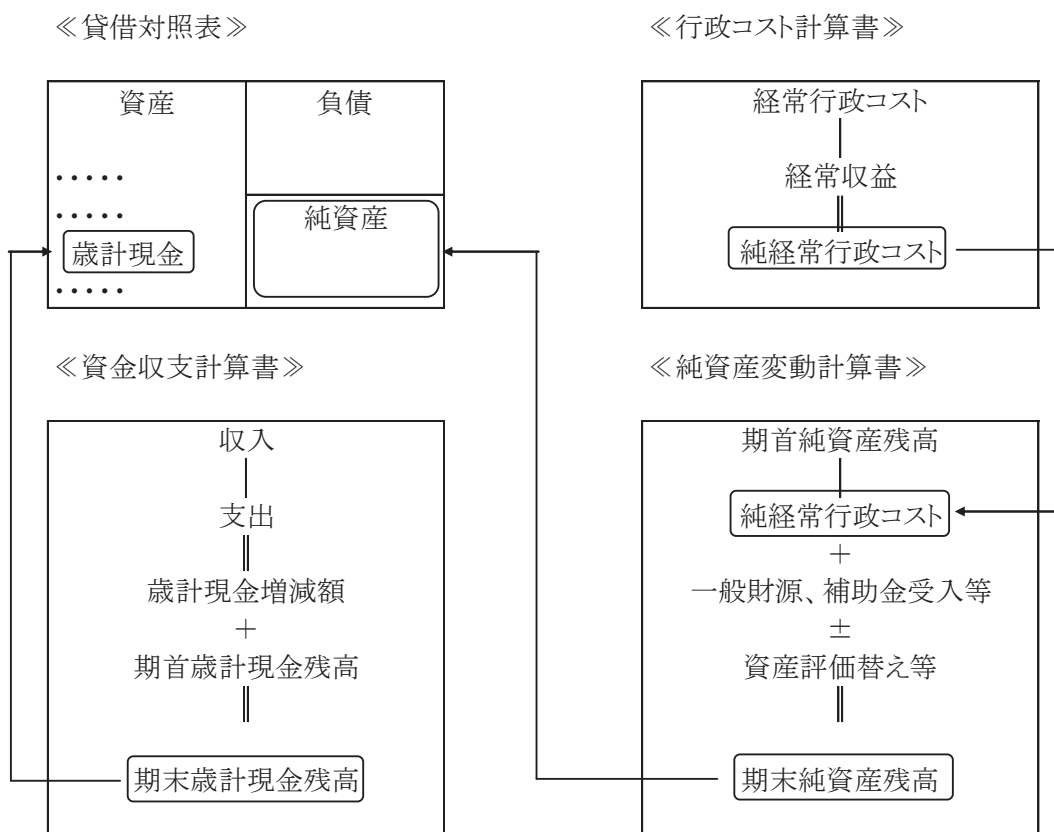 ≪貸借対照表≫
資産
負債
・・・・・
・・・・・
歳計現金
・・・・・
純資産
≪行政コスト計算書≫
経常行政コスト
経常収益
純経常行政コスト
≪資金収支計算書≫
収入
支出
歳計現金増減額
＋
期首歳計現金残高
期末歳計現金残高
≪純資産変動計算書≫
期首純資産残高
純経常行政コスト
＋
一般財源、補助金受入等
±
資産評価替え等
期末純資産残高